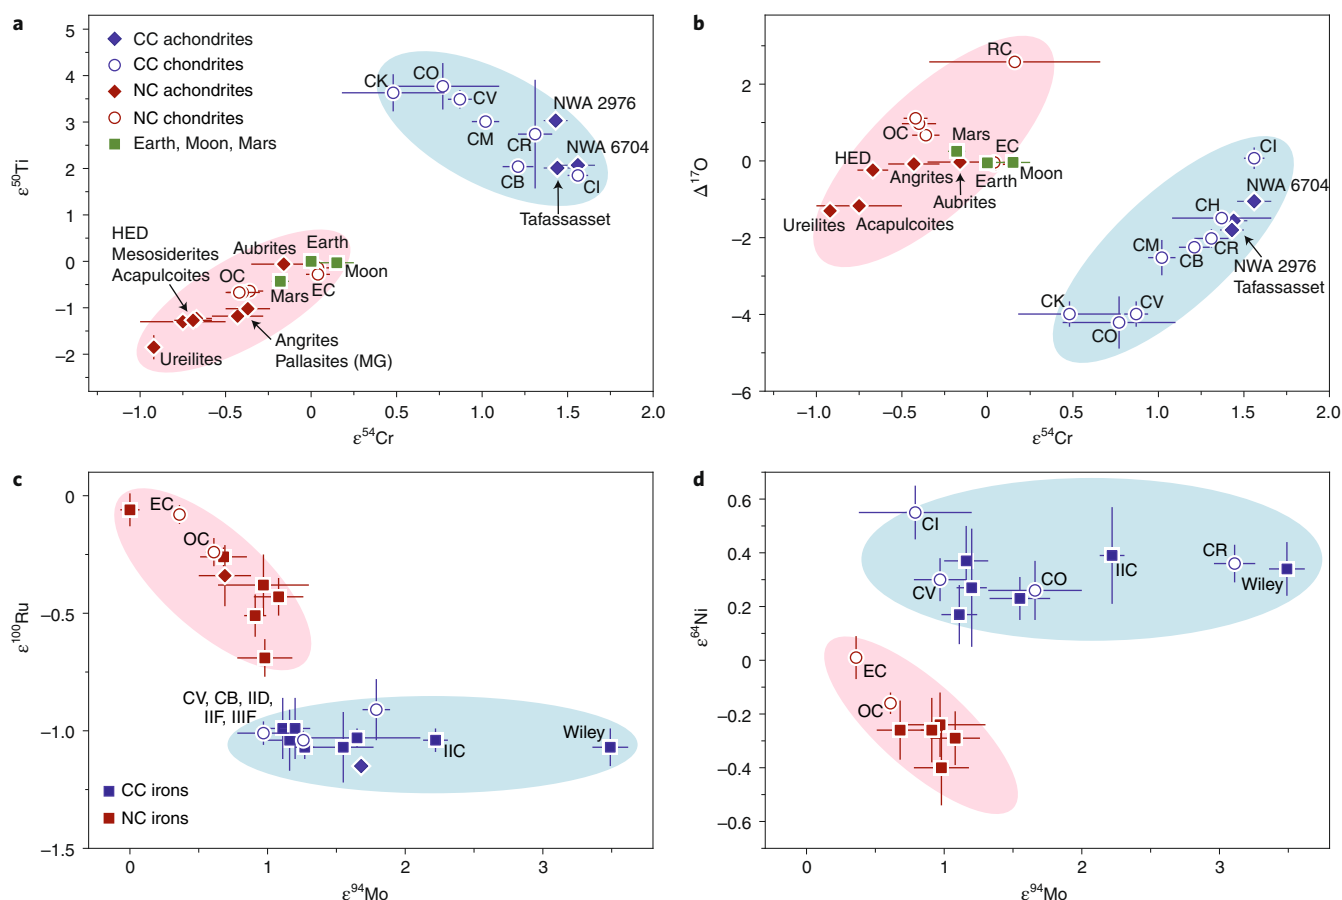 a
CC achondrites
CC chondrites
NC achondrites
NC chondrites
Earth, Moon, Mars
5
4
3
2
1
0
–1
–2
ε⁵⁰Ti
CK
CO
CV
CM
CR
CB
NWA 2976
NWA 6704
CI
Tafassasset
HED
Mesosiderites
Acapulcoites
Aubrites
Earth
OC
Moon
EC
Mars
Angrites
Pallasites (MG)
Ureilites
–1.0
–0.5
0
0.5
1.0
1.5
2.0
ε⁵⁴Cr
b
2
0
–2
–4
–6
Δ¹⁷O
RC
OC
Mars
EC
HED
Angrites
Earth
Moon
Aubrites
Ureilites
Acapulcoites
CI
NWA 6704
CH
CM
CB
CR
NWA 2976
Tafassasset
CK
CV
CO
–1.0
–0.5
0
0.5
1.0
1.5
2.0
ε⁵⁴Cr
c
0
–0.5
–1.0
–1.5
ε¹⁰⁰Ru
EC
OC
CV, CB, IID,
IIF, IIIF
IIC
Wiley
CC irons
NC irons
0
1
2
3
ε⁹⁴Mo
d
0.6
0.4
0.2
0
–0.2
–0.4
–0.6
ε⁶⁴Ni
CI
CV
CO
IIC
CR
Wiley
EC
OC
0
1
2
3
ε⁹⁴Mo